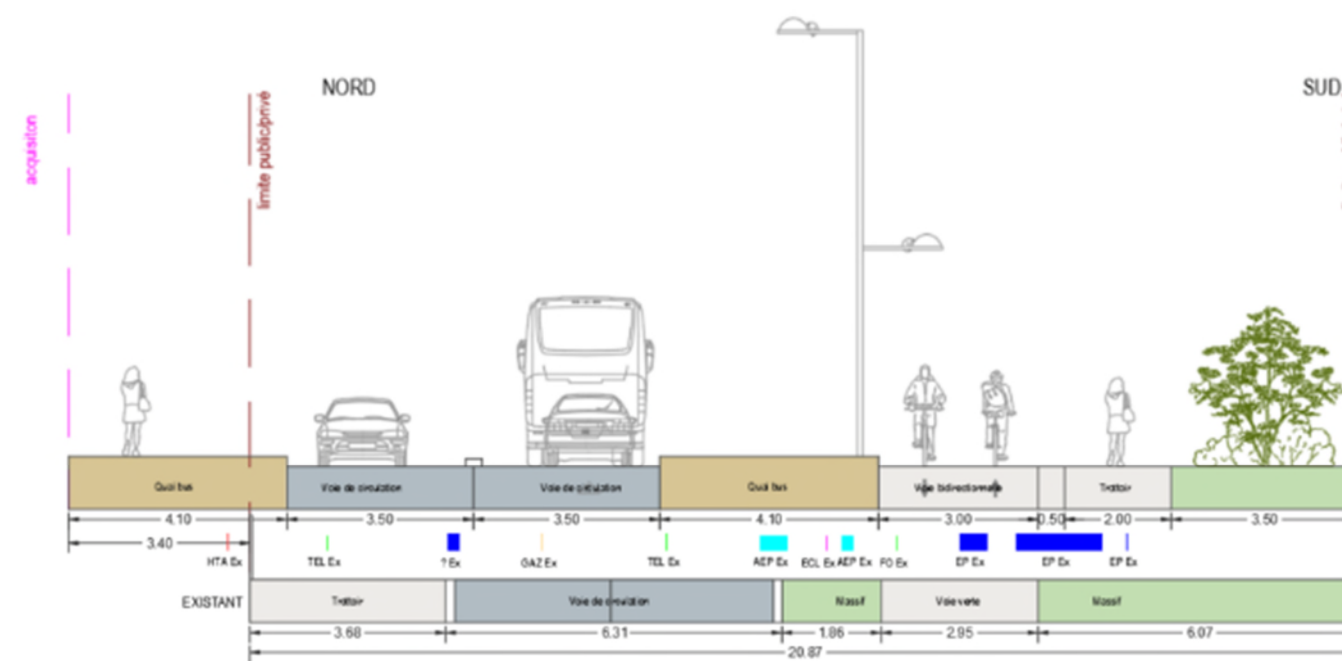 NORD
SUD
acquisiton
limite public/privé
Quai bus
Voie de circulation
Voie de circulation
Quai bus
Voie bidirectionnelle
Trottoir
4.10
3.50
3.50
4.10
3.00
0.50
2.00
3.50
3.40
HTA Ex
TEL Ex
? Ex
GAZ Ex
TEL Ex
AEP Ex
ECL Ex
AEP Ex
FO Ex
EP Ex
EP Ex
EP Ex
EXISTANT
Trottoir
Voie de circulation
Massif
Voie verte
Massif
3.68
6.31
1.86
2.95
6.07
20.87